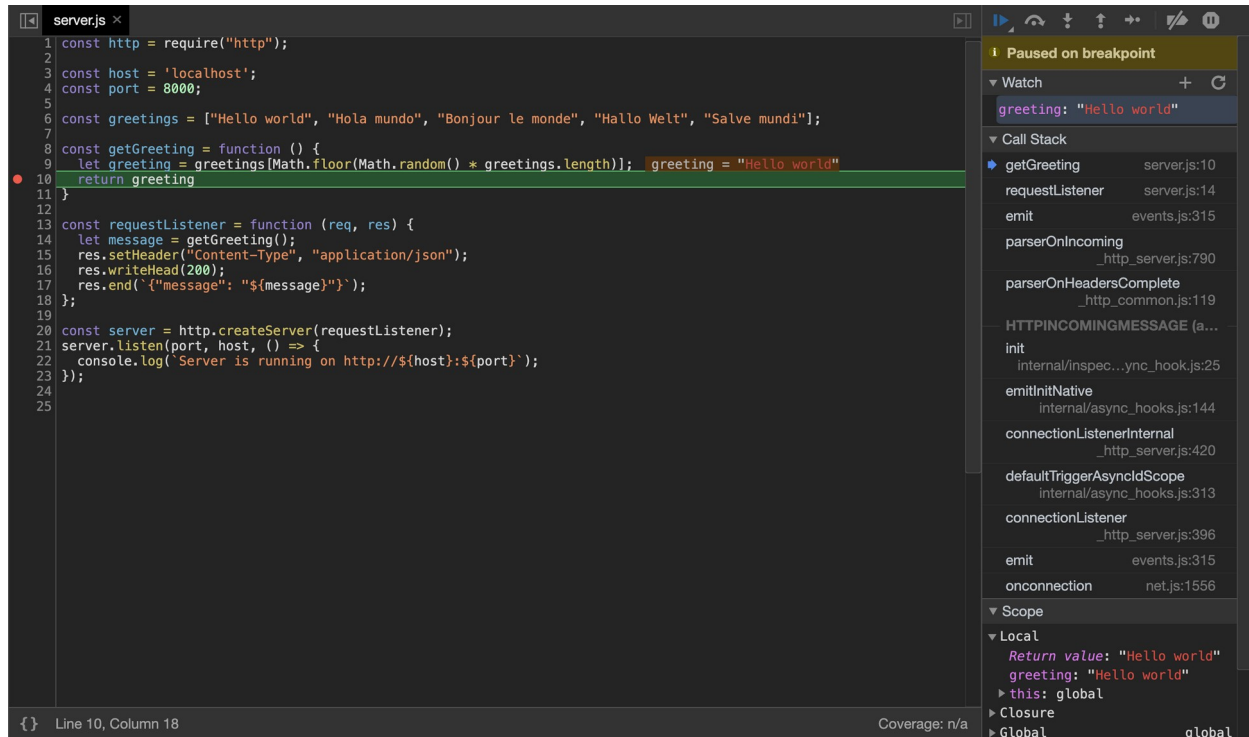 server.js ×
1 const http = require("http");
2
3 const host = 'localhost';
4 const port = 8000;
5
6 const greetings = ["Hello world", "Hola mundo", "Bonjour le monde", "Hallo Welt", "Salve mundi"];
7
8 const getGreeting = function () {
9   let greeting = greetings[Math.floor(Math.random() * greetings.length)]; greeting = "Hello world"
10   return greeting
11 }
12
13 const requestListener = function (req, res) {
14   let message = getGreeting();
15   res.setHeader("Content-Type", "application/json");
16   res.writeHead(200);
17   res.end(`{"message": "${message}"}`);
18 };
19
20 const server = http.createServer(requestListener);
21 server.listen(port, host, () => {
22   console.log(`Server is running on http://${host}:${port}`);
23 });
24
25
{} Line 10, Column 18 Coverage: n/a
Paused on breakpoint
Watch
greeting: "Hello world"
Call Stack
getGreeting server.js:10
requestListener server.js:14
emit events.js:315
parserOnIncoming
_http_server.js:790
parserOnHeadersComplete
_http_common.js:119
HTTPINCOMINGMESSAGE (a...
init
internal/inspec…ync_hook.js:25
emitInitNative
internal/async_hooks.js:144
connectionListenerInternal
_http_server.js:420
defaultTriggerAsyncIdScope
internal/async_hooks.js:313
connectionListener
_http_server.js:396
emit events.js:315
onconnection net.js:1556
Scope
Local
Return value: "Hello world"
greeting: "Hello world"
this: global
Closure
Global global